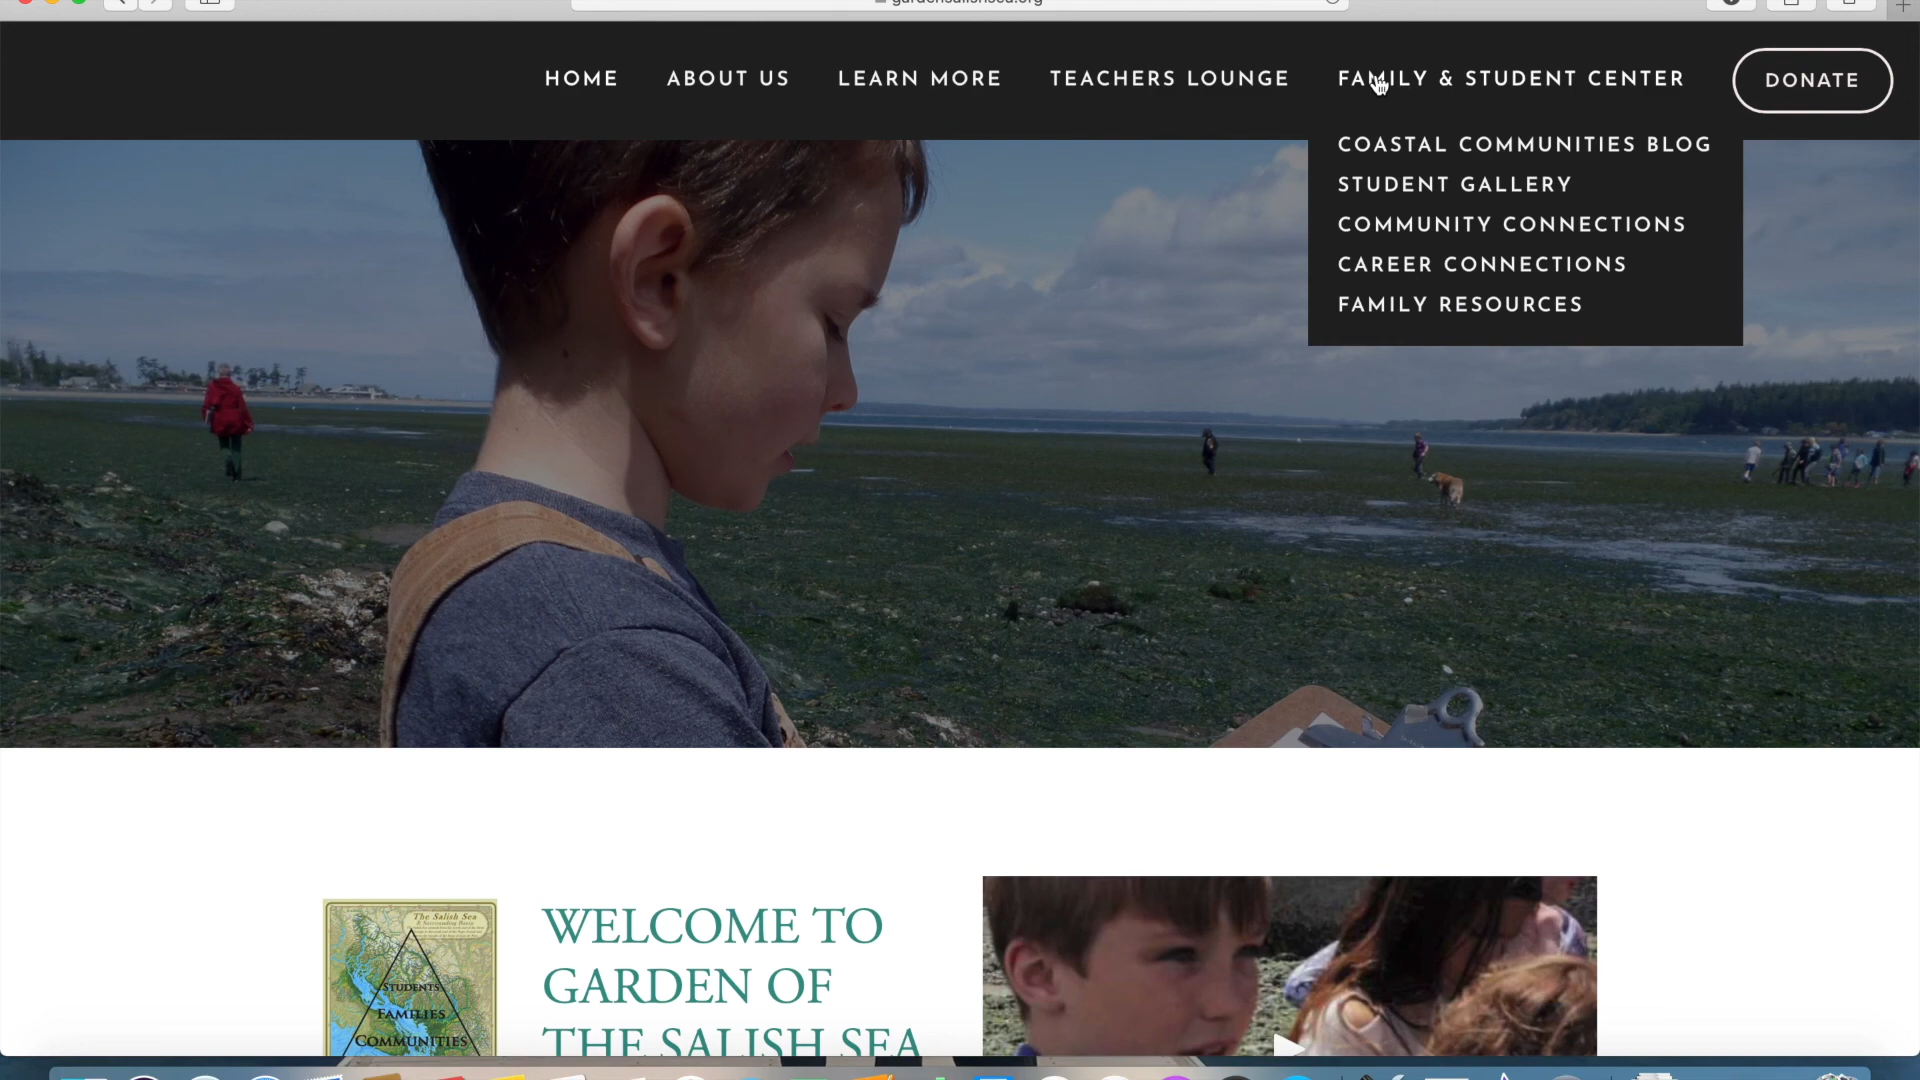 HOME ABOUT US LEARN MORE TEACHERS LOUNGE FAMILY & STUDENT CENTER DONATE
COASTAL COMMUNITIES BLOG
STUDENT GALLERY
COMMUNITY CONNECTIONS
CAREER CONNECTIONS
FAMILY RESOURCES
WELCOME TO
GARDEN OF
THE SALISH SEA
The Salish Sea
STUDENTS
FAMILIES
COMMUNITIES